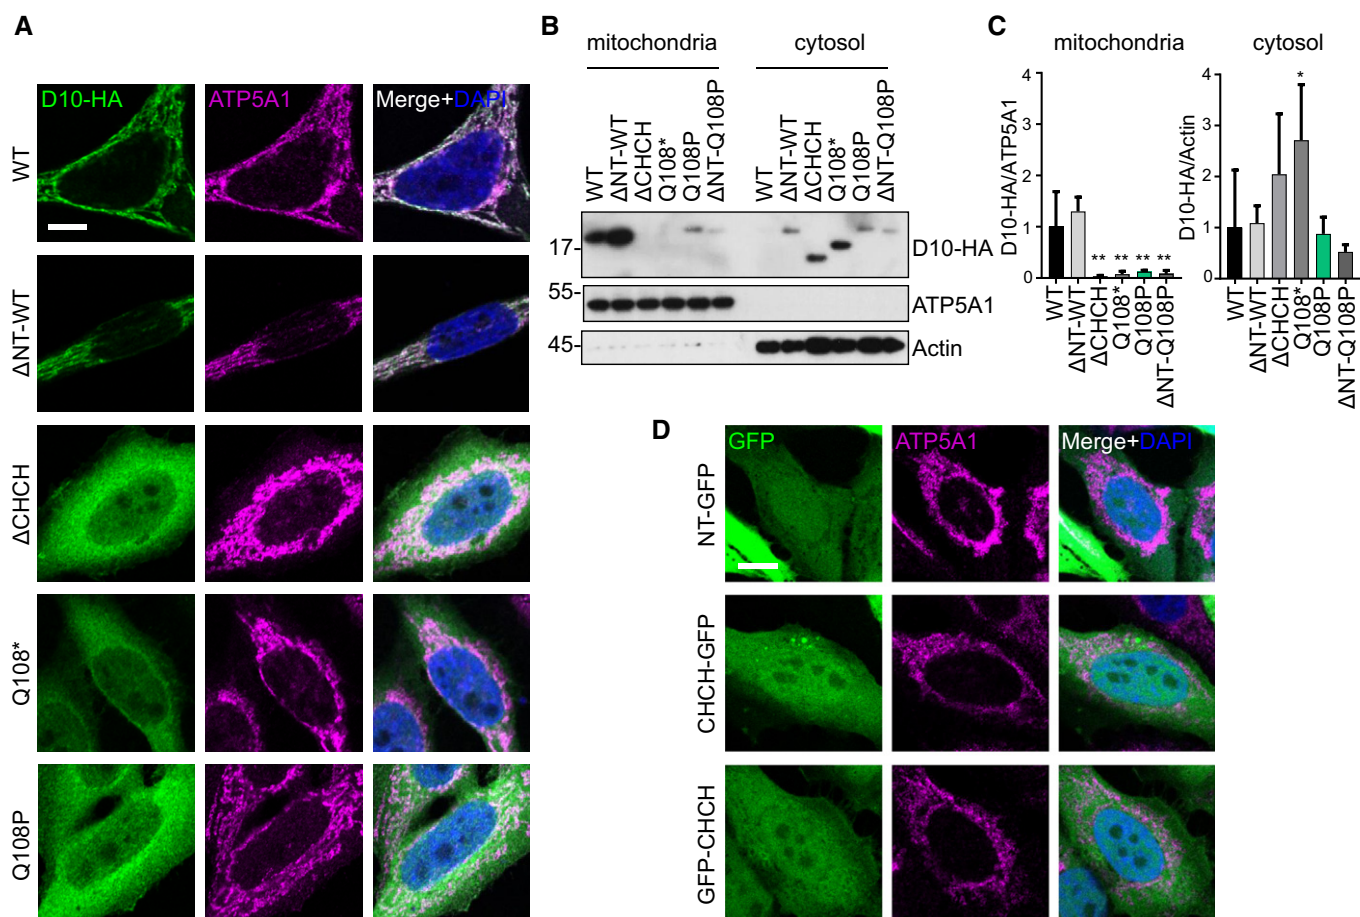 A
D10-HA ATP5A1 Merge+DAPI
WT
ΔNT-WT
ΔCHCH
Q108*
Q108P
B
mitochondria cytosol
WT ΔNT-WT ΔCHCH Q108* Q108P ΔNT-Q108P WT ΔNT-WT ΔCHCH Q108* Q108P ΔNT-Q108P
17- D10-HA
55- ATP5A1
45- Actin
C
mitochondria cytosol
D10-HA/ATP5A1
4
3
2
1
0
** ** ** **
WT ΔNT-WT ΔCHCH Q108* Q108P ΔNT-Q108P
D10-HA/Actin
4
3
2
1
0
*
WT ΔNT-WT ΔCHCH Q108* Q108P ΔNT-Q108P
D
GFP ATP5A1 Merge+DAPI
NT-GFP
CHCH-GFP
GFP-CHCH